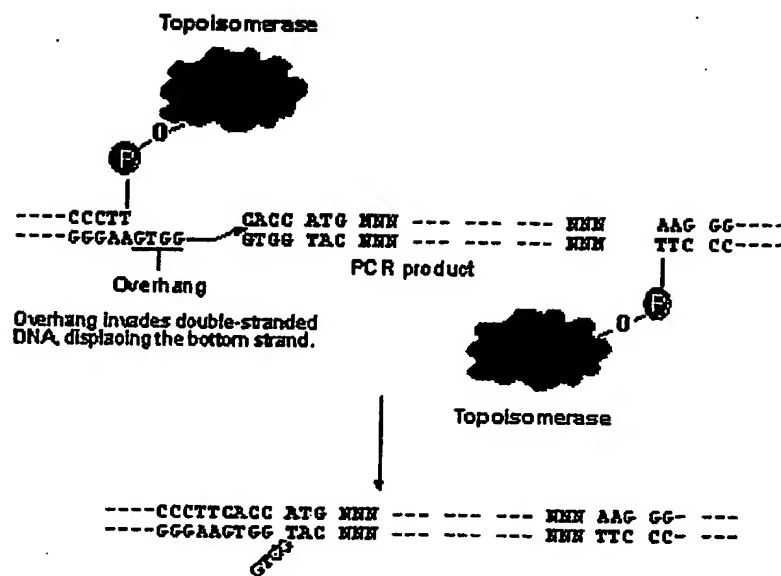 Topoisomerase
O
P
----CCCTT CACC ATG NNN --- --- --- --- NNN AAG GG----
----GGGAAGTGG GTGG TAC NNN --- --- --- --- NNN TTC CC----
Overhang
PCR product
P
O
Overhang invades double-stranded
DNA, displacing the bottom strand.
Topoisomerase
----CCCTTCACC ATG NNN --- --- --- --- NNN AAG GG- ---
----GGGAAGTGG TAC NNN --- --- --- --- NNN TTC CC- ---
GTGG